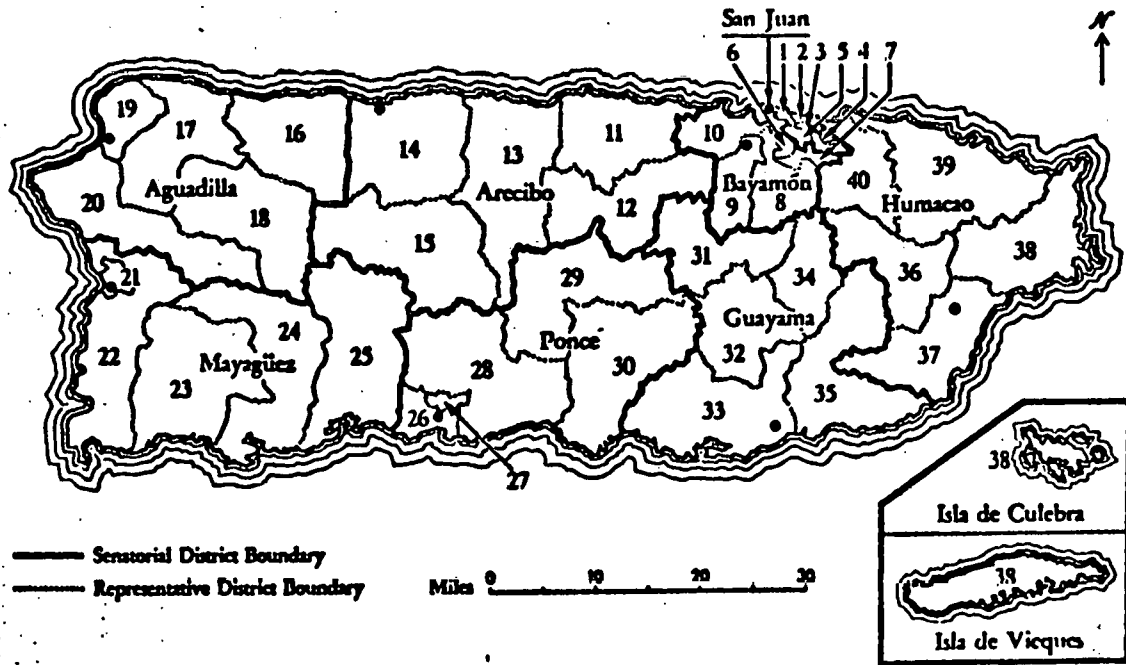 San Juan
N
6 1 2 3 5 4 7
19 17 16 14 13 11 10 39
Aguadilla Arecibo Bayamón 40
20 18 12 9 8 Humacao
15 31 38
21 29 34 36
24 Guayama
22 Mayagüez 25 Ponce 32 37
23 28 30
26 33 35
27
38
Isla de Culebra
Senatorial District Boundary
Representative District Boundary
Miles 0 10 20 30
38
Isla de Vieques